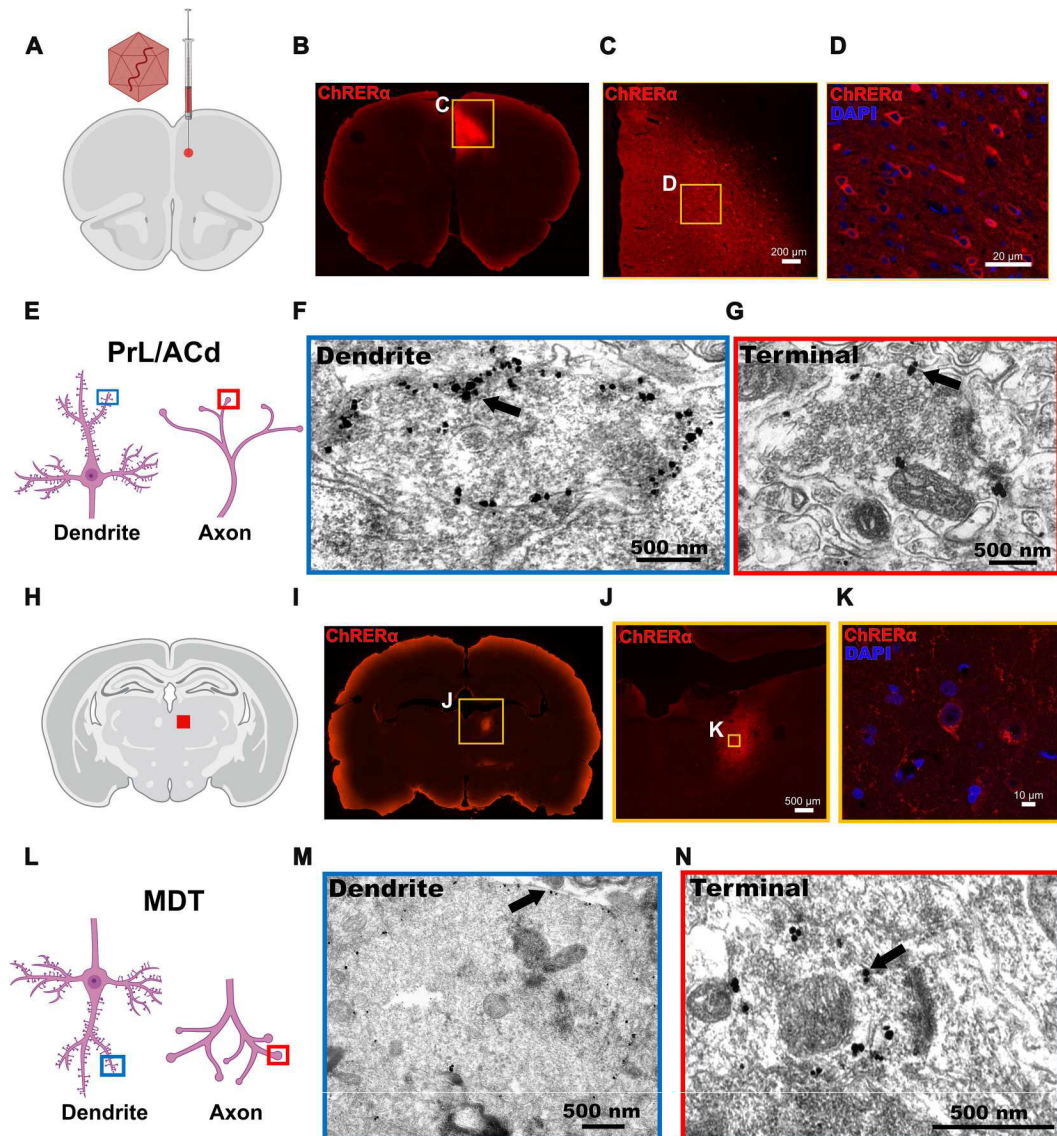 A
B
C
D
ChRERα
C
ChRERα
D
200 µm
ChRERα
DAPI
20 µm
E
F
G
PrL/ACd
Dendrite
Axon
Dendrite
500 nm
Terminal
500 nm
H
I
J
K
ChRERα
J
ChRERα
K
500 µm
ChRERα
DAPI
10 µm
L
M
N
MDT
Dendrite
Axon
Dendrite
500 nm
Terminal
500 nm